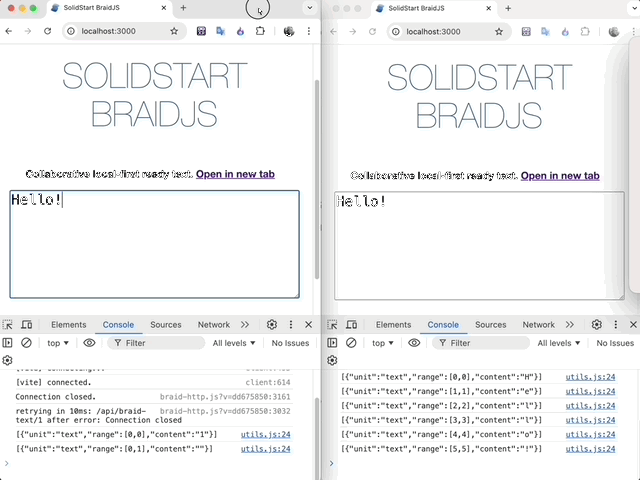 SolidStart BraidJS
localhost:3000
SOLIDSTART
BRAIDJS
Collaborative local-first ready text. Open in new tab
Hello!
Elements Console Sources Network
top Filter All levels No Issues
[vite] connected. client:614
Connection closed. braid-http.js?v=dd675850:3161
retrying in 10ms: /api/braid- braid-http.js?v=dd675850:3032
text/1 after error: Connection closed
[{"unit":"text","range":[0,0],"content":"1"}] utils.js:24
[{"unit":"text","range":[0,1],"content":""}] utils.js:24
SolidStart BraidJS
localhost:3000
SOLIDSTART
BRAIDJS
Collaborative local-first ready text. Open in new tab
Hello!
Elements Console Sources Network
top Filter All levels No Issues
[{"unit":"text","range":[0,0],"content":"H"}] utils.js:24
[{"unit":"text","range":[1,1],"content":"e"}] utils.js:24
[{"unit":"text","range":[2,2],"content":"l"}] utils.js:24
[{"unit":"text","range":[3,3],"content":"l"}] utils.js:24
[{"unit":"text","range":[4,4],"content":"o"}] utils.js:24
[{"unit":"text","range":[5,5],"content":"!"}] utils.js:24